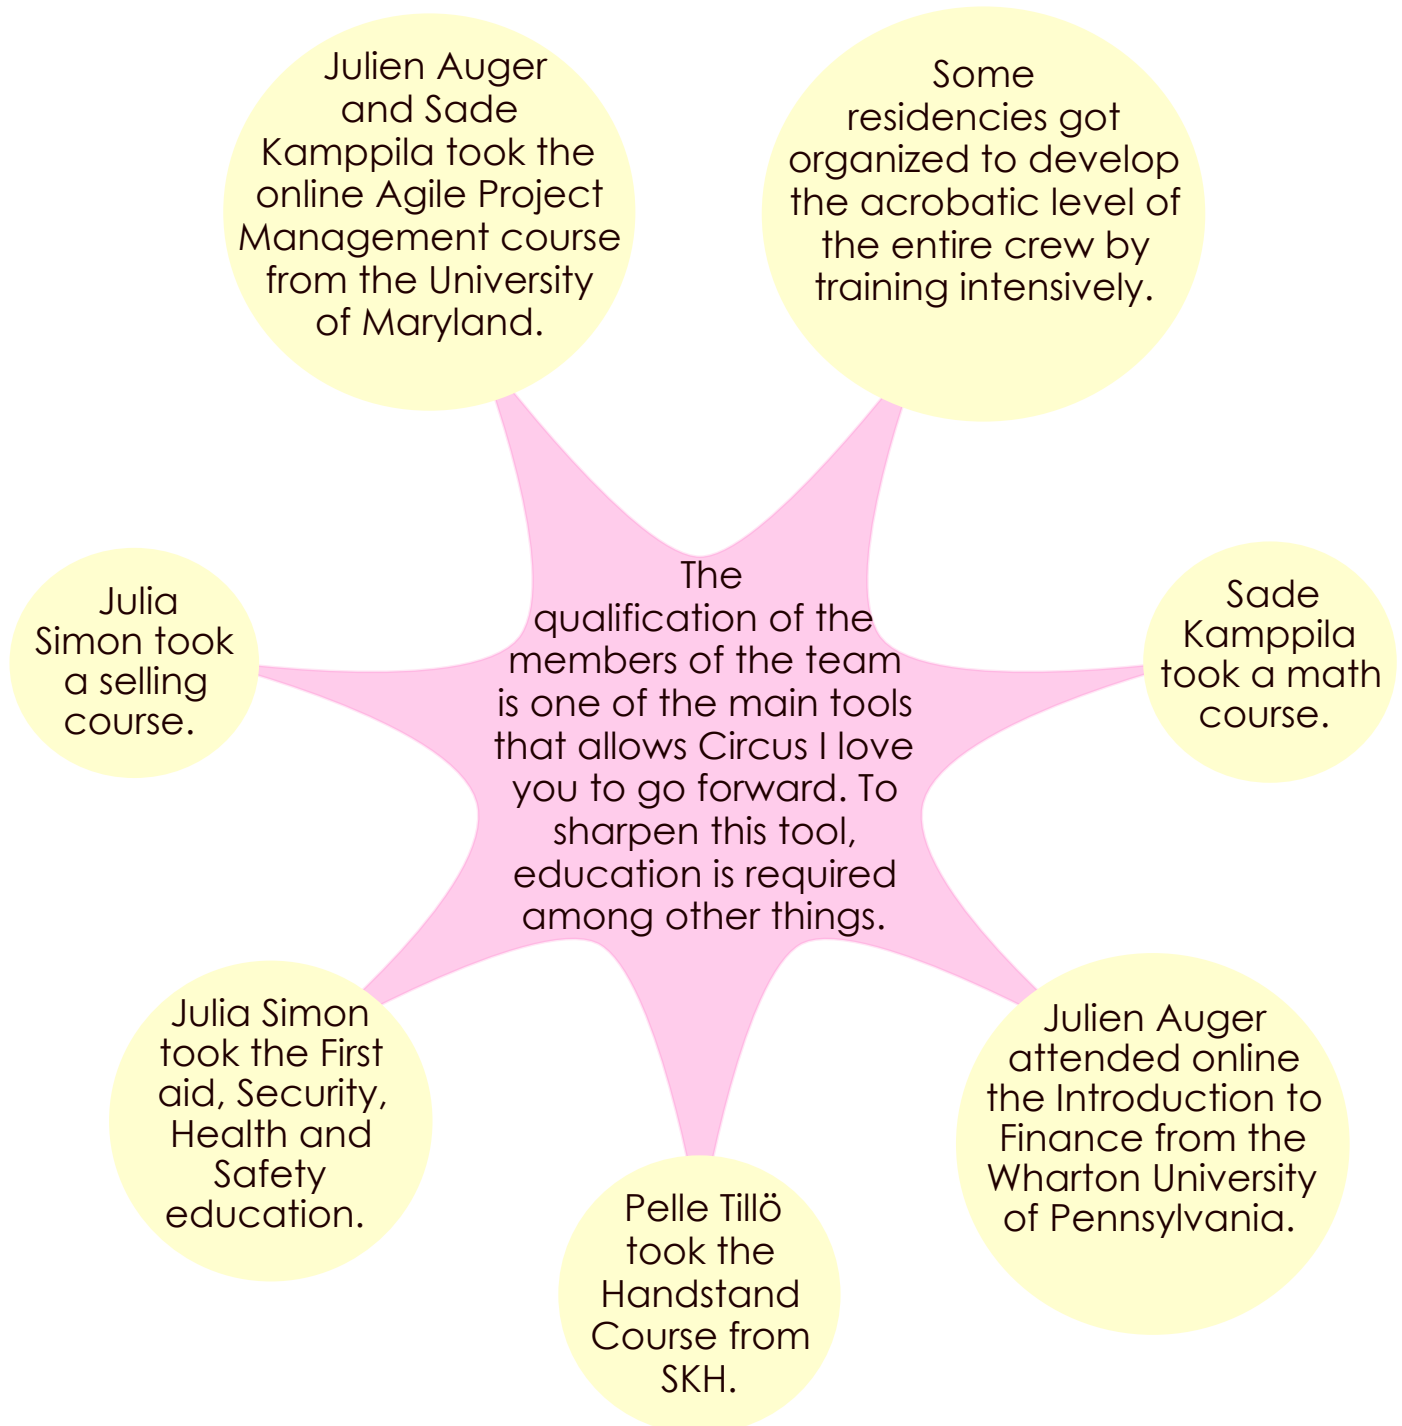 Julien Auger
and Sade
Kamppila took the
online Agile Project
Management course
from the University
of Maryland.
Some
residencies got
organized to develop
the acrobatic level of
the entire crew by
training intensively.
Julia
Simon took
a selling
course.
The
qualification of the
members of the team
is one of the main tools
that allows Circus I love
you to go forward. To
sharpen this tool,
education is required
among other things.
Sade
Kamppila
took a math
course.
Julia Simon
took the First
aid, Security,
Health and
Safety
education.
Pelle Tillö
took the
Handstand
Course from
SKH.
Julien Auger
attended online
the Introduction to
Finance from the
Wharton University
of Pennsylvania.